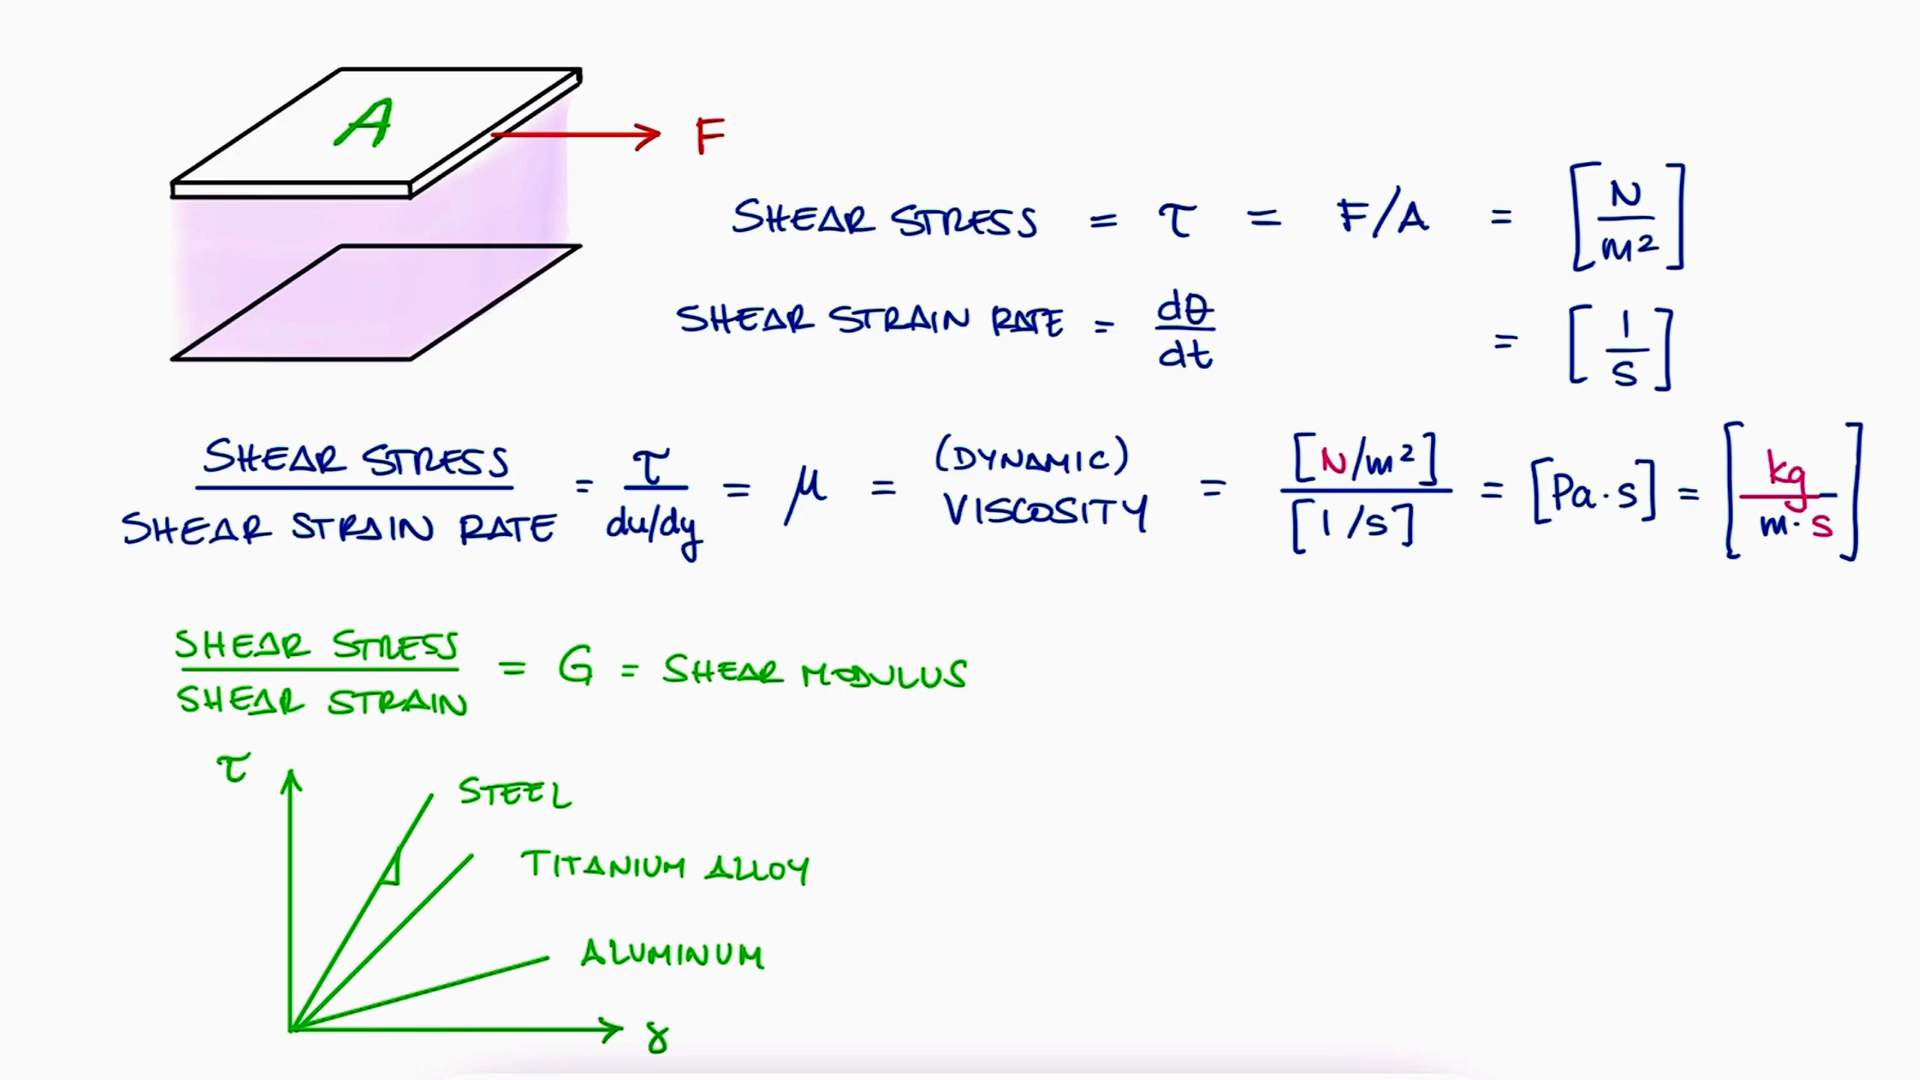 A
F
SHEAR STRESS = τ = F/A = [N/m²]
SHEAR STRAIN RATE = dθ/dt = [1/s]
SHEAR STRESS / SHEAR STRAIN RATE = τ / du/dy = μ = (DYNAMIC) VISCOSITY = [N/m²] / [1/s] = [Pa·s] = [kg / m·s]
SHEAR STRESS / SHEAR STRAIN = G = SHEAR MODULUS
τ
STEEL
TITANIUM ALLOY
ALUMINUM
γ